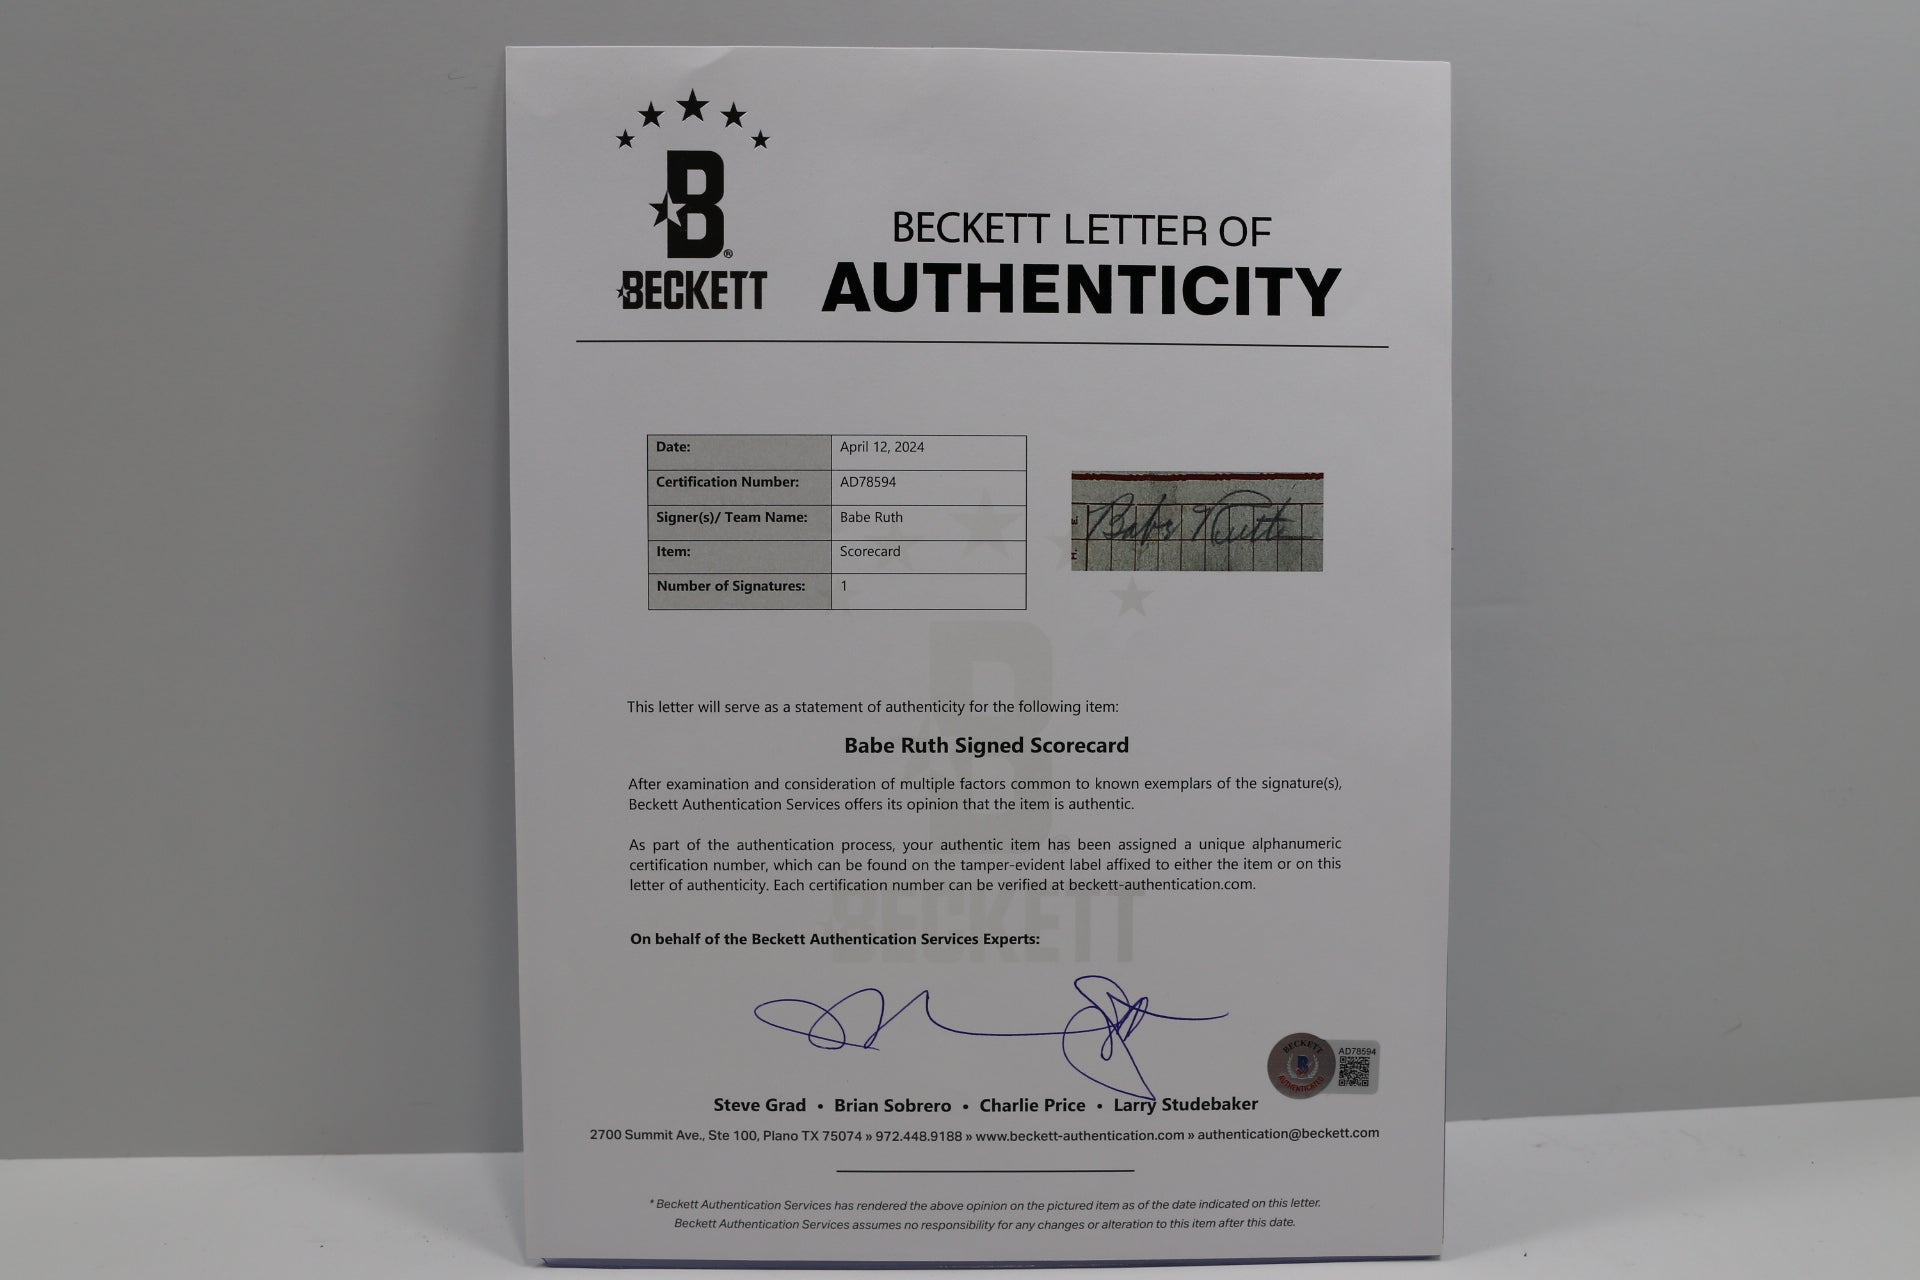 B®
BECKETT
BECKETT LETTER OF
AUTHENTICITY
Date: April 12, 2024
Certification Number: AD78594
Signer(s)/ Team Name: Babe Ruth
Item: Scorecard
Number of Signatures: 1
Babe Ruth
This letter will serve as a statement of authenticity for the following item:
Babe Ruth Signed Scorecard
After examination and consideration of multiple factors common to known exemplars of the signature(s),
Beckett Authentication Services offers its opinion that the item is authentic.
As part of the authentication process, your authentic item has been assigned a unique alphanumeric
certification number, which can be found on the tamper-evident label affixed to either the item or on this
letter of authenticity. Each certification number can be verified at beckett-authentication.com.
BECKETT
On behalf of the Beckett Authentication Services Experts:
BECKETT
B
AUTHENTICATED
AD78594
Steve Grad • Brian Sobrero • Charlie Price • Larry Studebaker
2700 Summit Ave., Ste 100, Plano TX 75074 » 972.448.9188 » www.beckett-authentication.com » authentication@beckett.com
* Beckett Authentication Services has rendered the above opinion on the pictured item as of the date indicated on this letter.
Beckett Authentication Services assumes no responsibility for any changes or alteration to this item after this date.